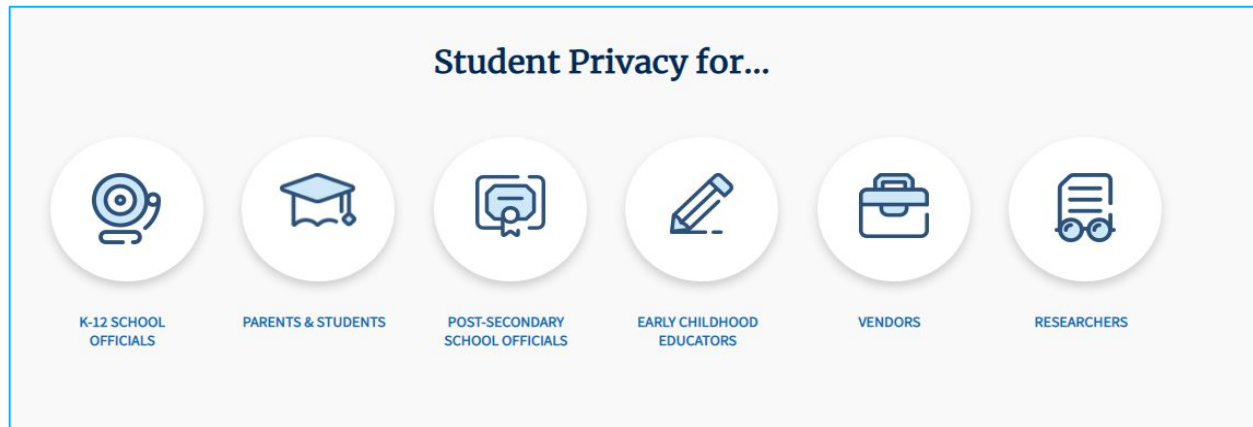 Student Privacy for...
K-12 SCHOOL
OFFICIALS
PARENTS & STUDENTS
POST-SECONDARY
SCHOOL OFFICIALS
EARLY CHILDHOOD
EDUCATORS
VENDORS
RESEARCHERS